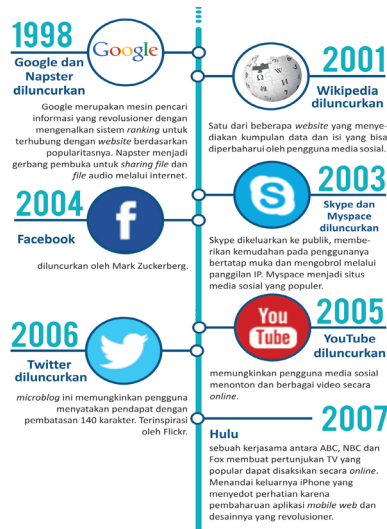 1998
Google
Google dan
Napster
diluncurkan
Google merupakan mesin pencari
informasi yang revolusioner dengan
mengenalkan sistem ranking untuk
terhubung dengan website berdasarkan
popularitasnya. Napster menjadi
gerbang pembuka untuk sharing file dan
file audio melalui internet.
2001
Wikipedia
diluncurkan
Satu dari beberapa website yang menye-
diakan kumpulan data dan isi yang bisa
diperbaharui oleh pengguna media sosial.
2003
Skype dan
Myspace
diluncurkan
Skype dikeluarkan ke publik, membe-
rikan kemudahan pada penggunanya
bertatap muka dan mengobrol melalui
panggilan IP. Myspace menjadi situs
media sosial yang populer.
2004
Facebook
diluncurkan oleh Mark Zuckerberg.
2005
You
Tube
YouTube
diluncurkan
memungkinkan pengguna media sosial
menonton dan berbagai video secara
online.
2006
Twitter
diluncurkan
microblog ini memungkinkan pengguna
menyatakan pendapat dengan
pembatasan 140 karakter. Terinspirasi
oleh Flickr.
2007
Hulu
sebuah kerjasama antara ABC, NBC dan
Fox membuat pertunjukan TV yang
popular dapat disaksikan secara online.
Menandai keluarnya iPhone yang
menyedot perhatian karena
pembaharuan aplikasi mobile web dan
desainnya yang revolusioner.